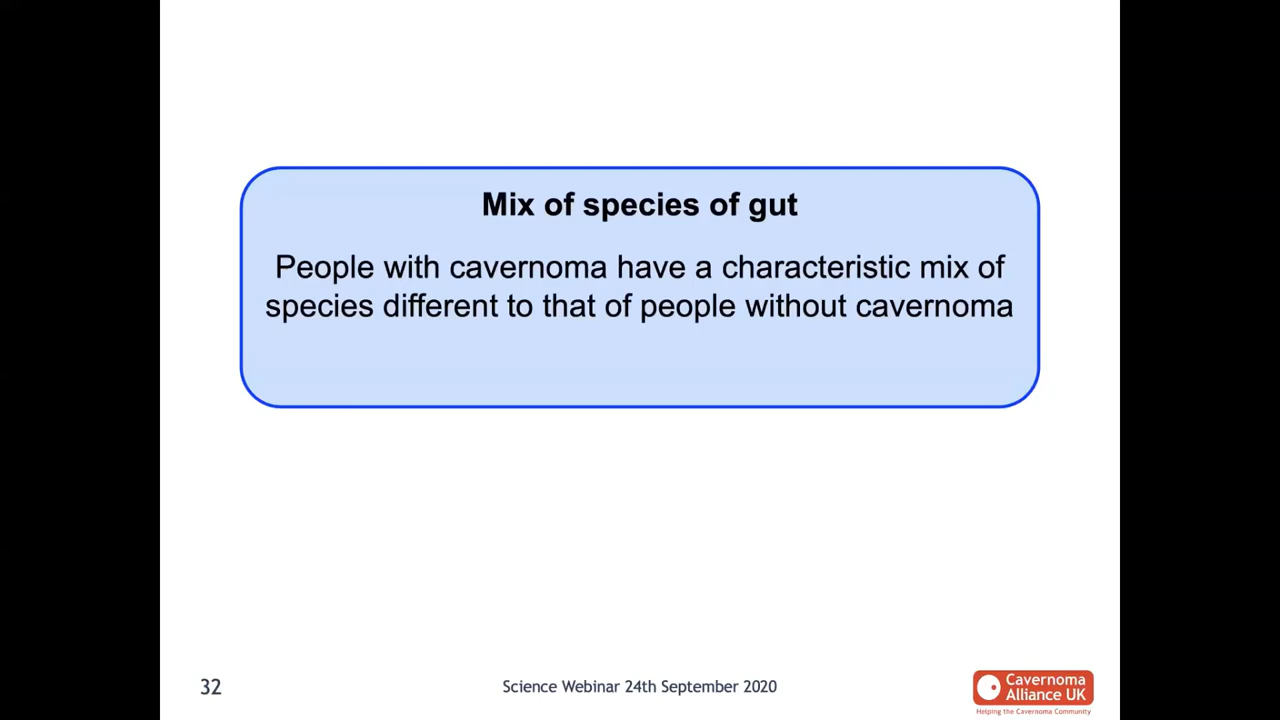 Mix of species of gut
People with cavernoma have a characteristic mix of
species different to that of people without cavernoma
32
Science Webinar 24th September 2020
Cavernoma
Alliance UK
Helping the Cavernoma Community